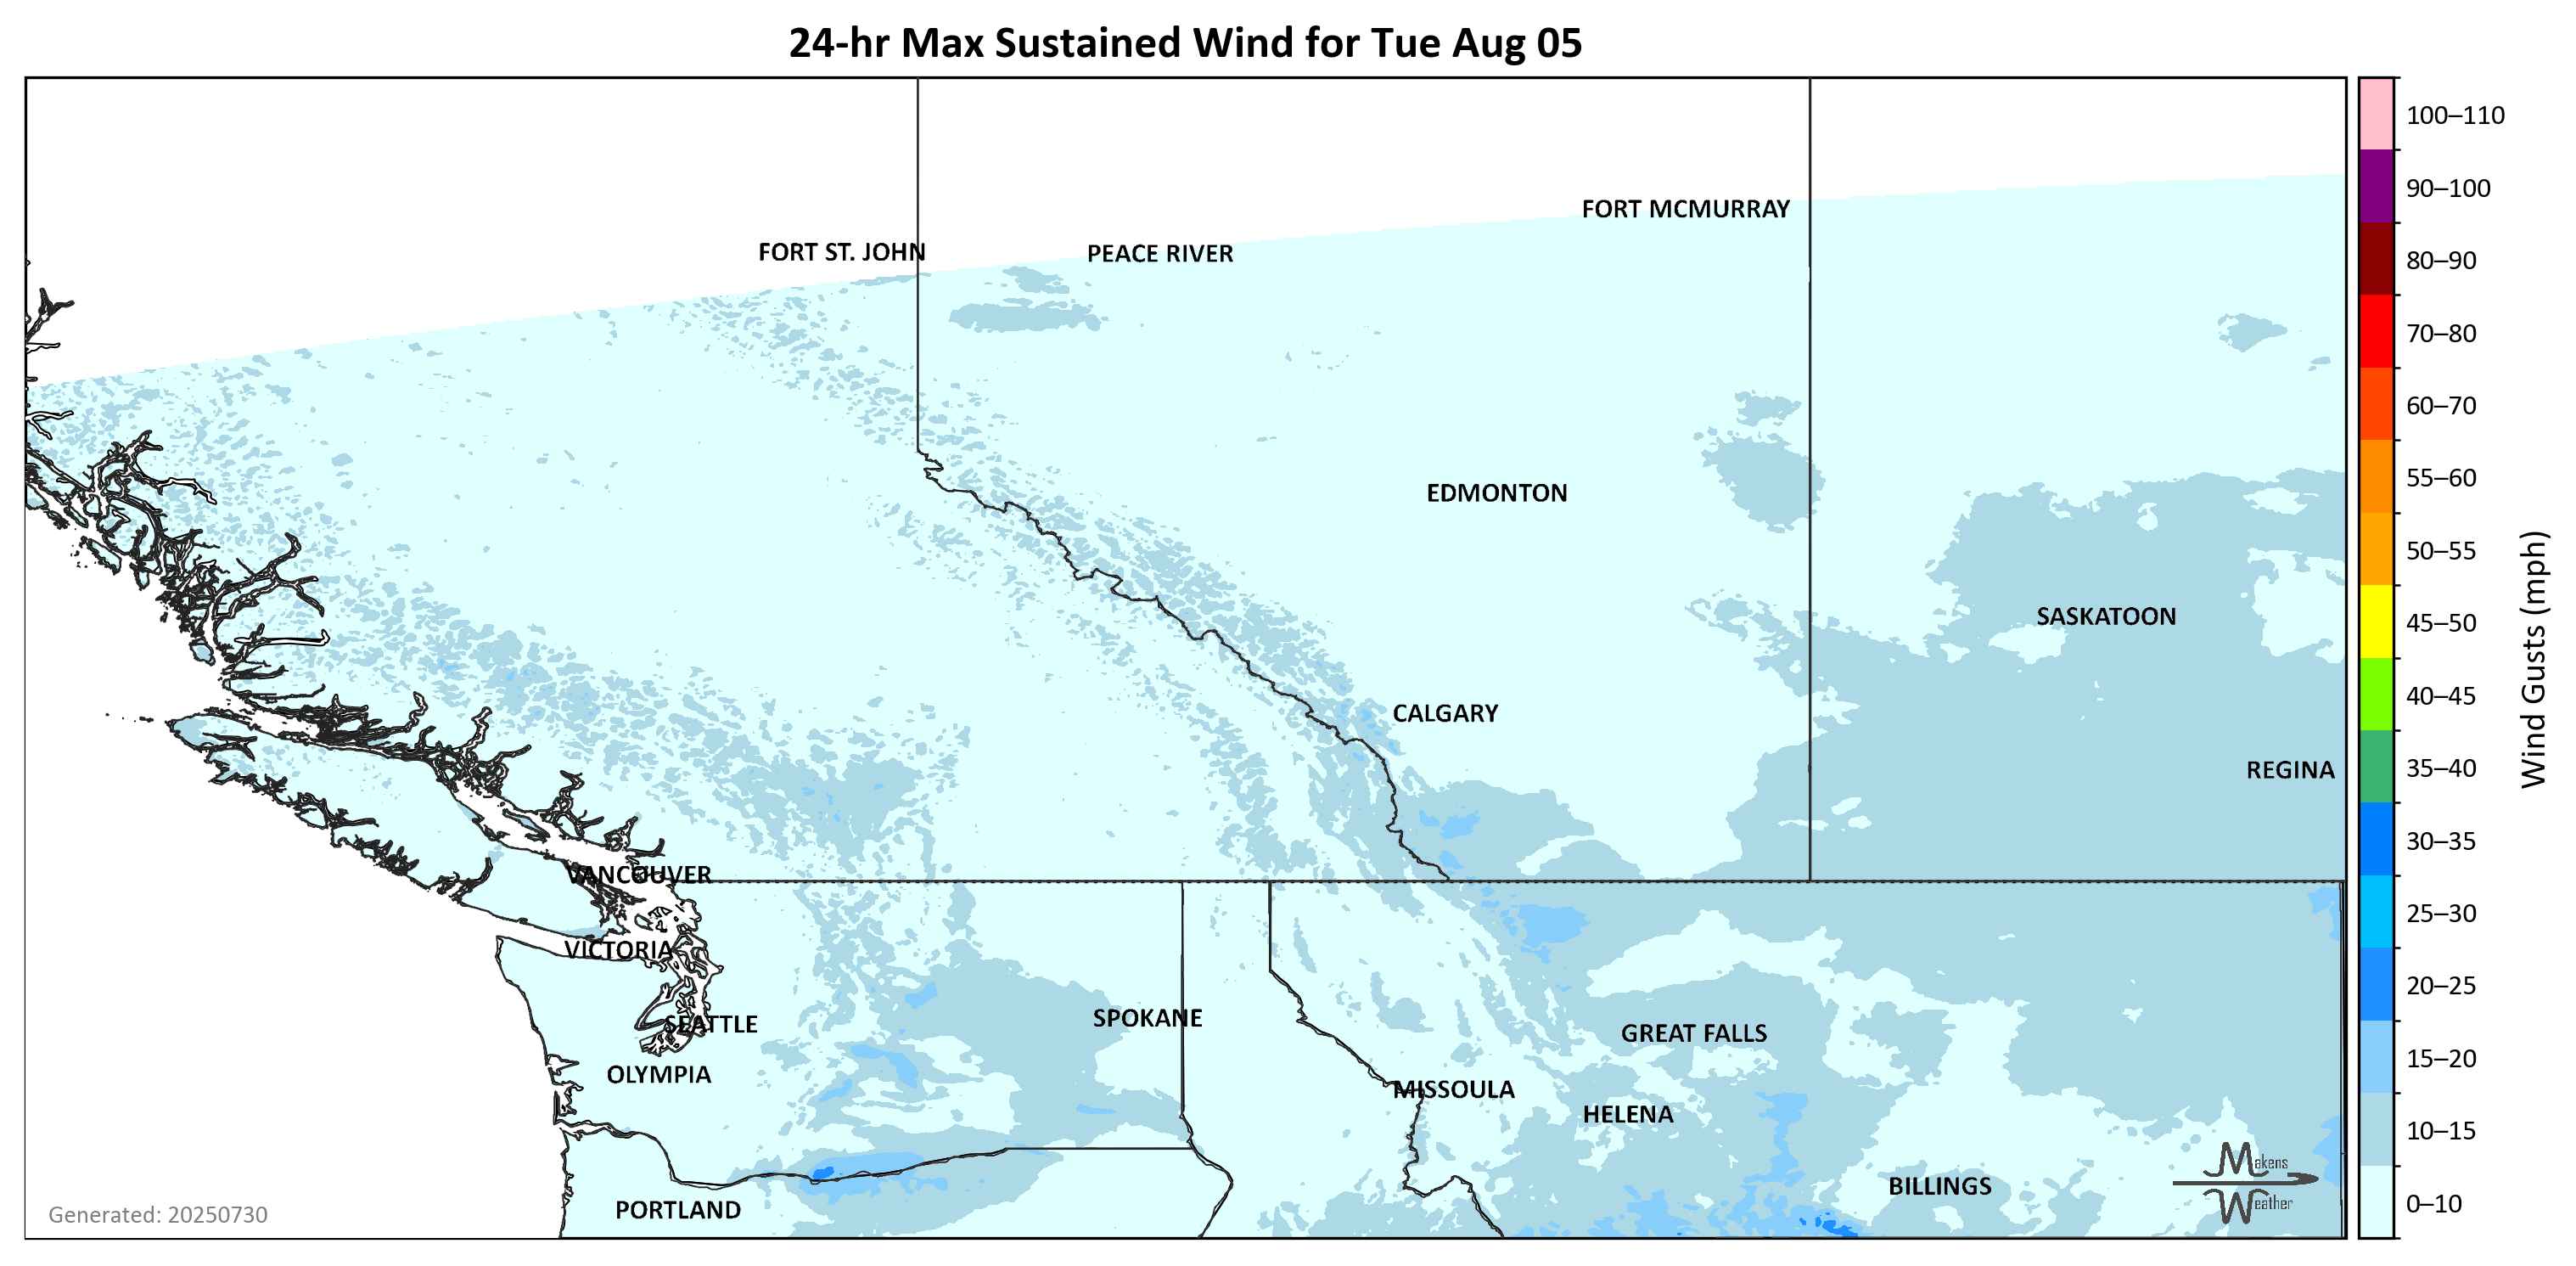 24-hr Max Sustained Wind for Tue Aug 05
100–110
90–100
80–90
70–80
60–70
55–60
50–55
45–50
40–45
35–40
30–35
25–30
20–25
15–20
10–15
0–10
Wind Gusts (mph)
FORT MCMURRAY
FORT ST. JOHN
PEACE RIVER
EDMONTON
SASKATOON
CALGARY
REGINA
VANCOUVER
VICTORIA
SEATTLE
SPOKANE
GREAT FALLS
OLYMPIA
MISSOULA
HELENA
BILLINGS
PORTLAND
Makens
Weather
Generated: 20250730